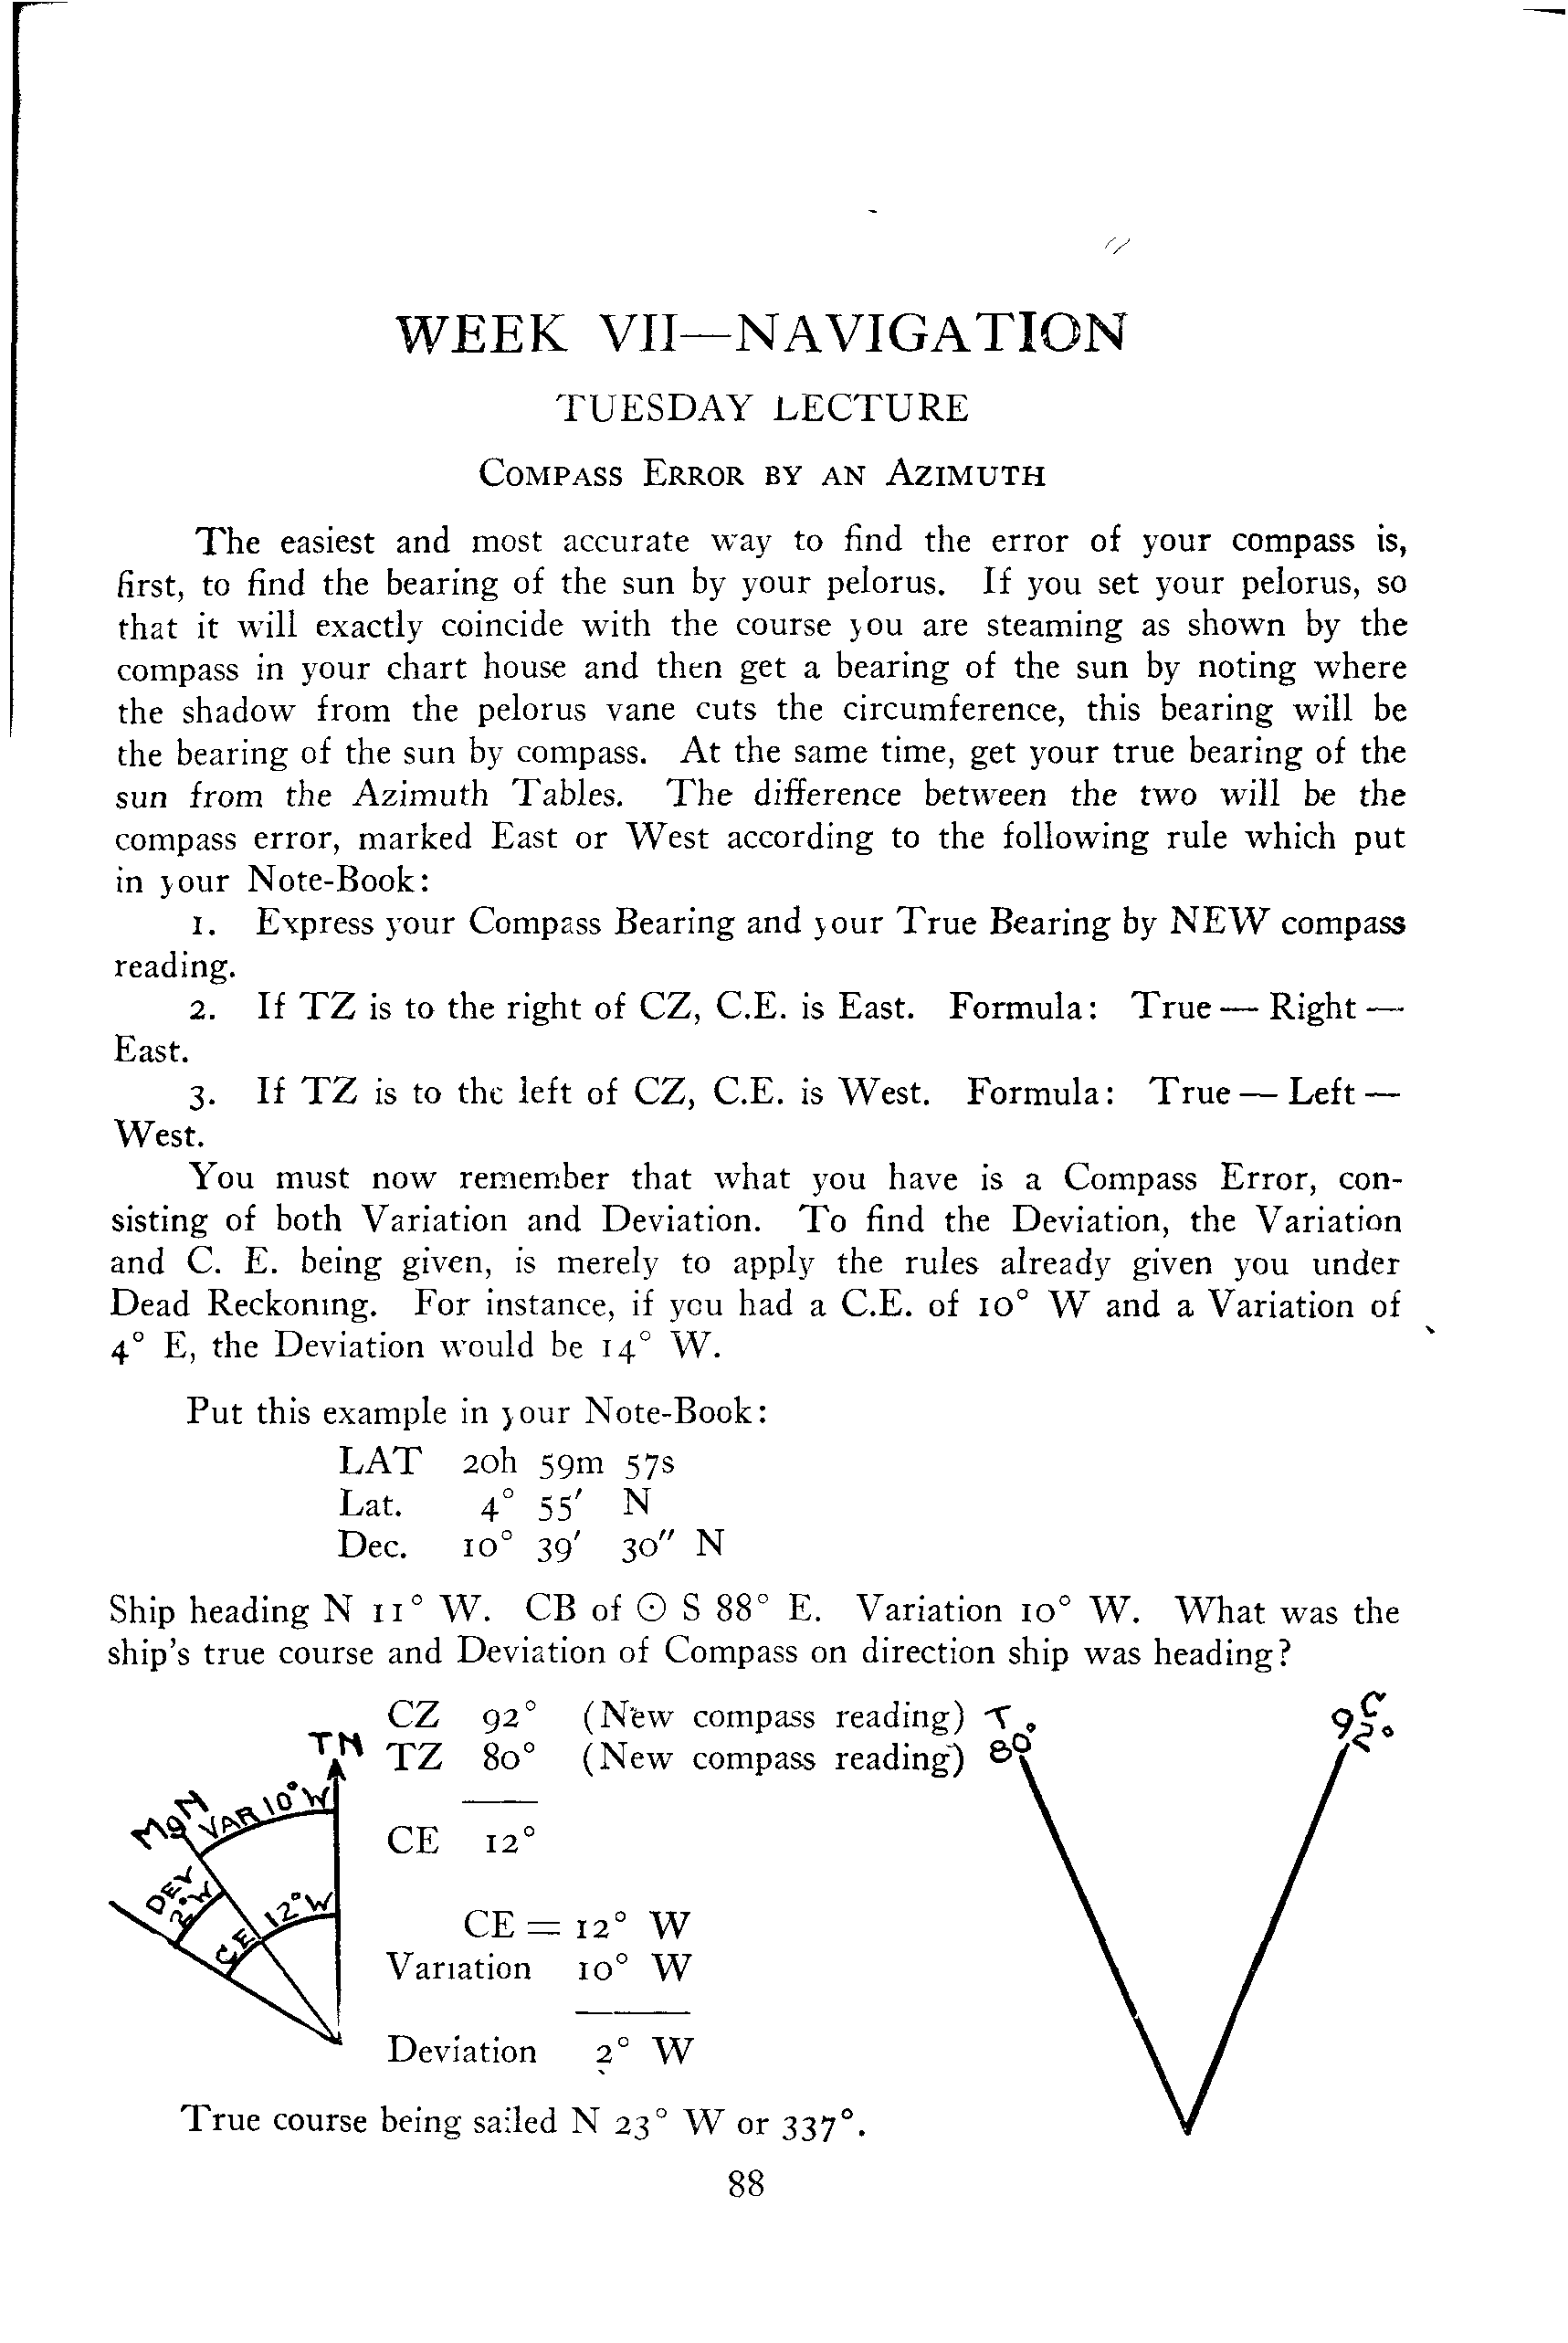 WEEK VII—NAVIGATION
TUESDAY LECTURE
COMPASS ERROR BY AN AZIMUTH
The easiest and most accurate way to find the error of your compass is,
first, to find the bearing of the sun by your pelorus. If you set your pelorus, so
that it will exactly coincide with the course you are steaming as shown by the
compass in your chart house and then get a bearing of the sun by noting where
the shadow from the pelorus vane cuts the circumference, this bearing will be
the bearing of the sun by compass. At the same time, get your true bearing of the
sun from the Azimuth Tables. The difference between the two will be the
compass error, marked East or West according to the following rule which put
in your Note-Book:
1. Express your Compass Bearing and your True Bearing by NEW compass
reading.
2. If TZ is to the right of CZ, C.E. is East. Formula: True — Right —
East.
3. If TZ is to the left of CZ, C.E. is West. Formula: True — Left —
West.
You must now remember that what you have is a Compass Error, con-
sisting of both Variation and Deviation. To find the Deviation, the Variation
and C. E. being given, is merely to apply the rules already given you under
Dead Reckoning. For instance, if you had a C.E. of 10° W and a Variation of
4° E, the Deviation would be 14° W.
Put this example in your Note-Book:
LAT 20h 59m 57s
Lat. 4° 55′ N
Dec. 10° 39′ 30″ N
Ship heading N 11° W. CB of ☉ S 88° E. Variation 10° W. What was the
ship's true course and Deviation of Compass on direction ship was heading?
CZ 92° (New compass reading)
TZ 80° (New compass reading)
CE 12°
CE = 12° W
Variation 10° W
Deviation 2° W
TN
MgN
VAR 10° W
DEV
2° W
CE 12° W
T
80°
C
92°
True course being sailed N 23° W or 337°.
88